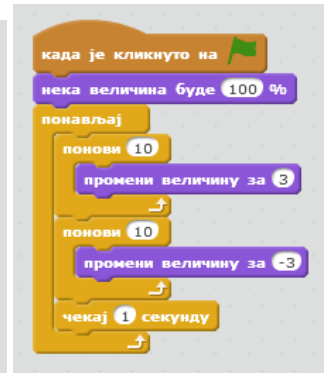 када је кликнуто на
нека величина буде 100 %
понављај
понови 10
промени величину за 3
понови 10
промени величину за -3
чекај 1 секунду